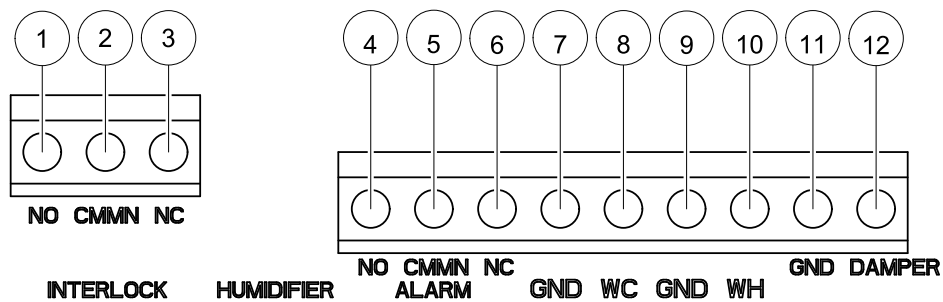 1 2 3 4 5 6 7 8 9 10 11 12
NO CMMN NC
NO CMMN NC GND DAMPER
INTERLOCK HUMIDIFIER ALARM GND WC GND WH